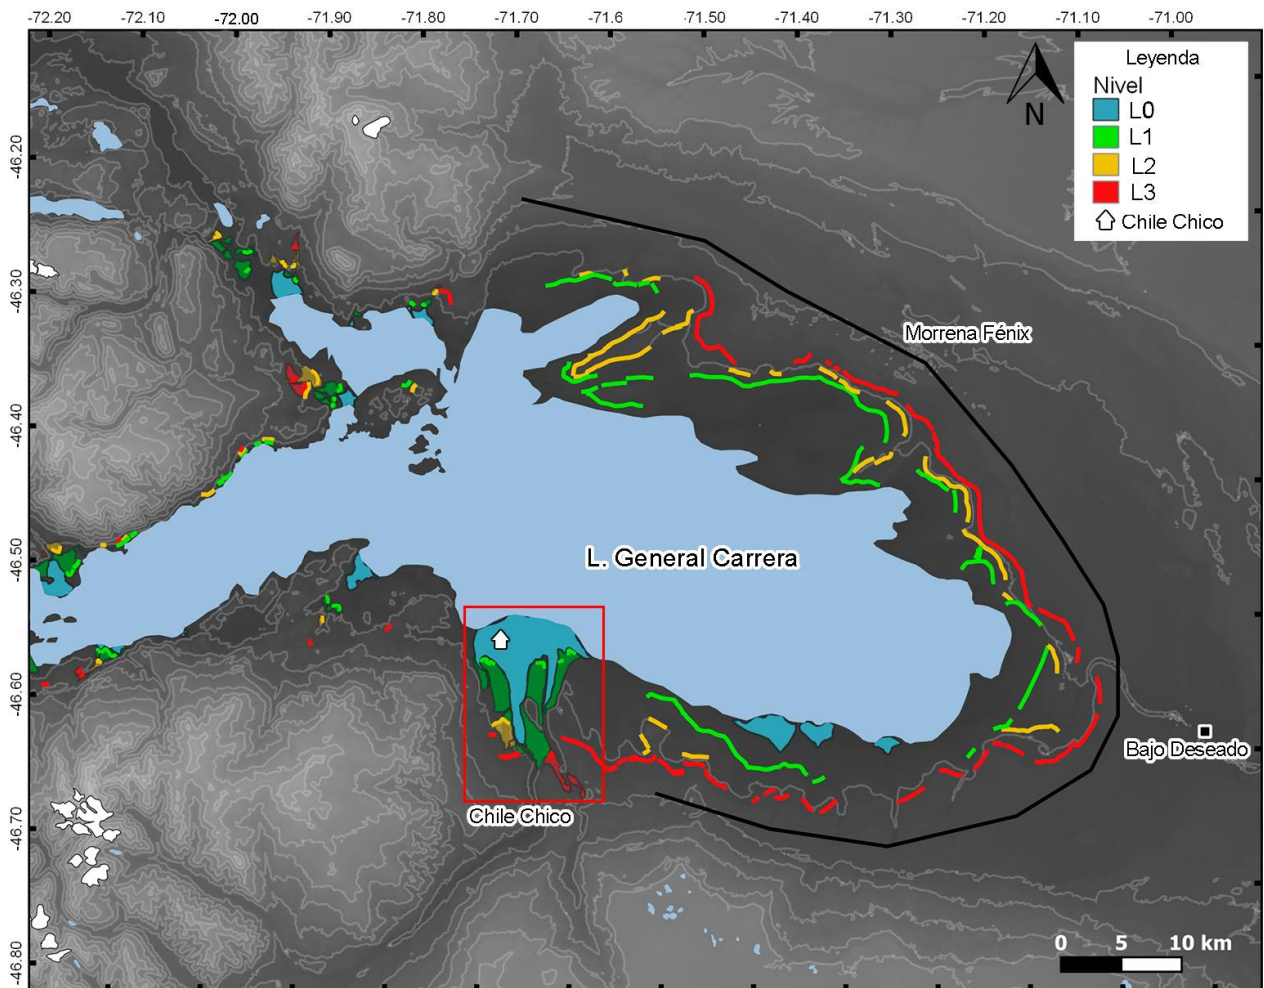 -72.20 -72.10 -72.00 -71.90 -71.80 -71.70 -71.60 -71.50 -71.40 -71.30 -71.20 -71.10 -71.00
Leyenda
Nivel
L0
L1
L2
L3
Chile Chico
N
-46.20
-46.30
Morrena Fénix
-46.40
-46.50
L. General Carrera
-46.60
Bajo Deseado
Chile Chico
-46.70
0 5 10 km
-46.80